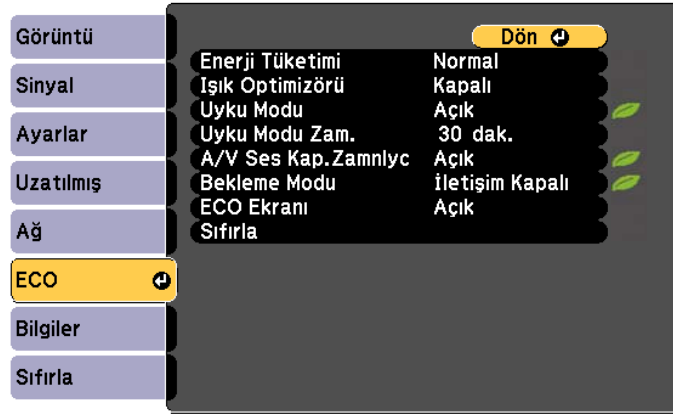 Görüntü
Sinyal
Ayarlar
Uzatılmış
Ağ
ECO
Bilgiler
Sıfırla
Dön
Enerji Tüketimi Normal
Işık Optimizörü Kapalı
Uyku Modu Açık
Uyku Modu Zam. 30 dak.
A/V Ses Kap.Zamnlyc Açık
Bekleme Modu İletişim Kapalı
ECO Ekranı Açık
Sıfırla